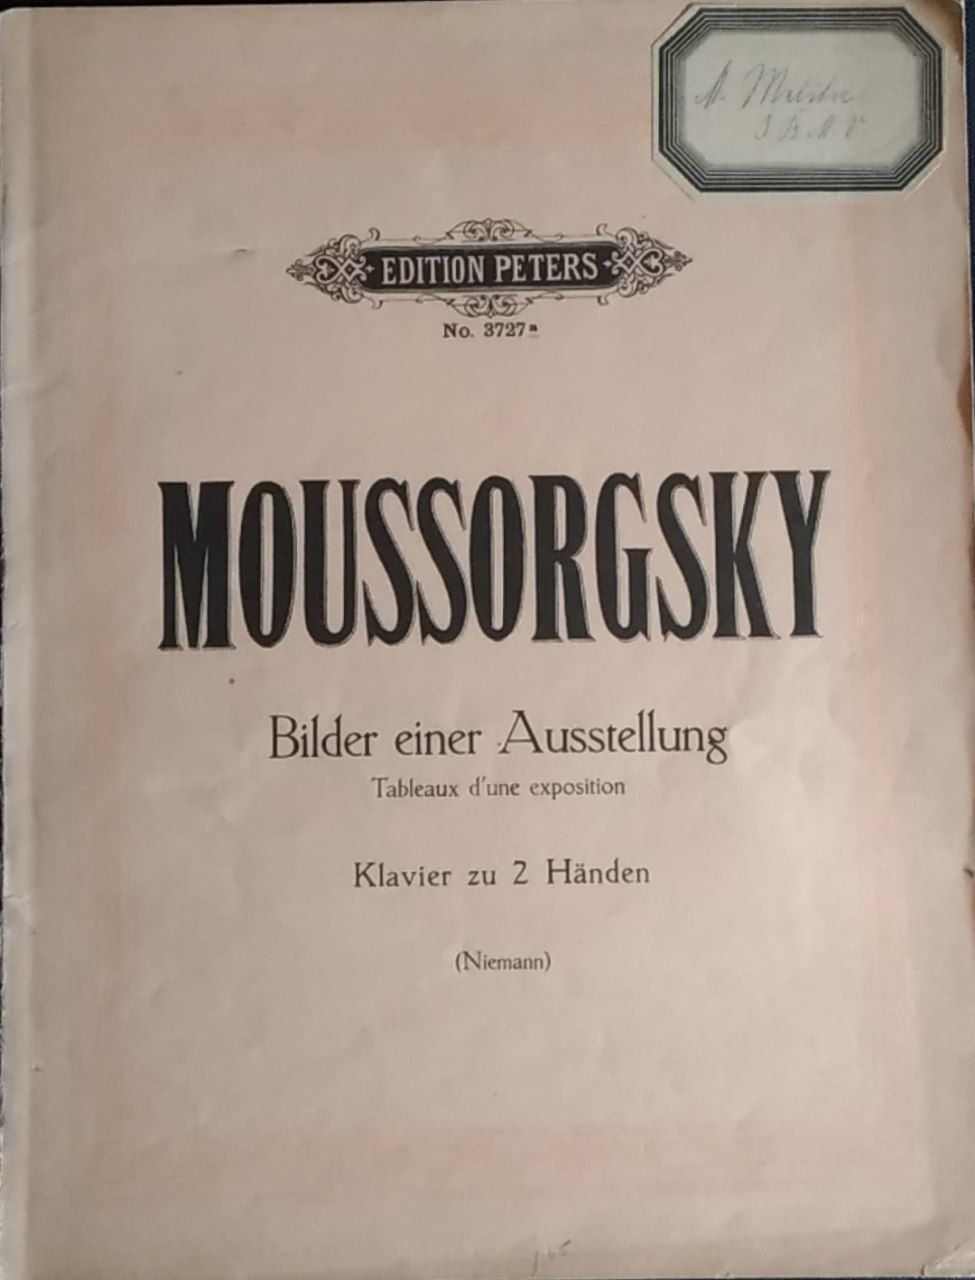 EDITION PETERS
No. 3727ª
MOUSSORGSKY
Bilder einer Ausstellung
Tableaux d'une exposition
Klavier zu 2 Händen
(Niemann)